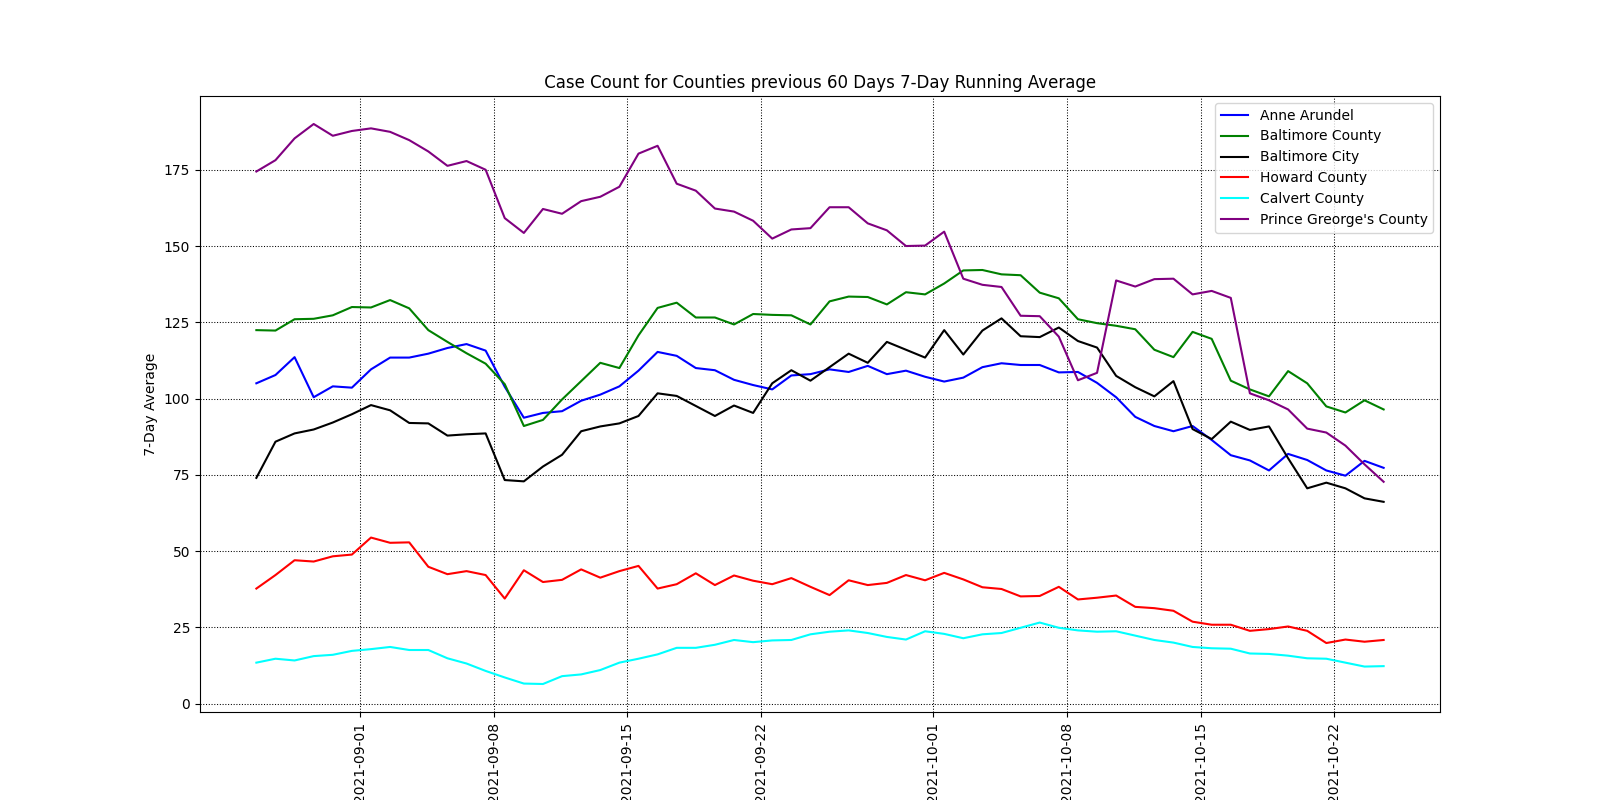 Case Count for Counties previous 60 Days 7-Day Running Average
Anne Arundel
Baltimore County
Baltimore City
Howard County
Calvert County
Prince Greorge's County
7-Day Average
175
150
125
100
75
50
25
0
2021-09-01
2021-09-08
2021-09-15
2021-09-22
2021-10-01
2021-10-08
2021-10-15
2021-10-22